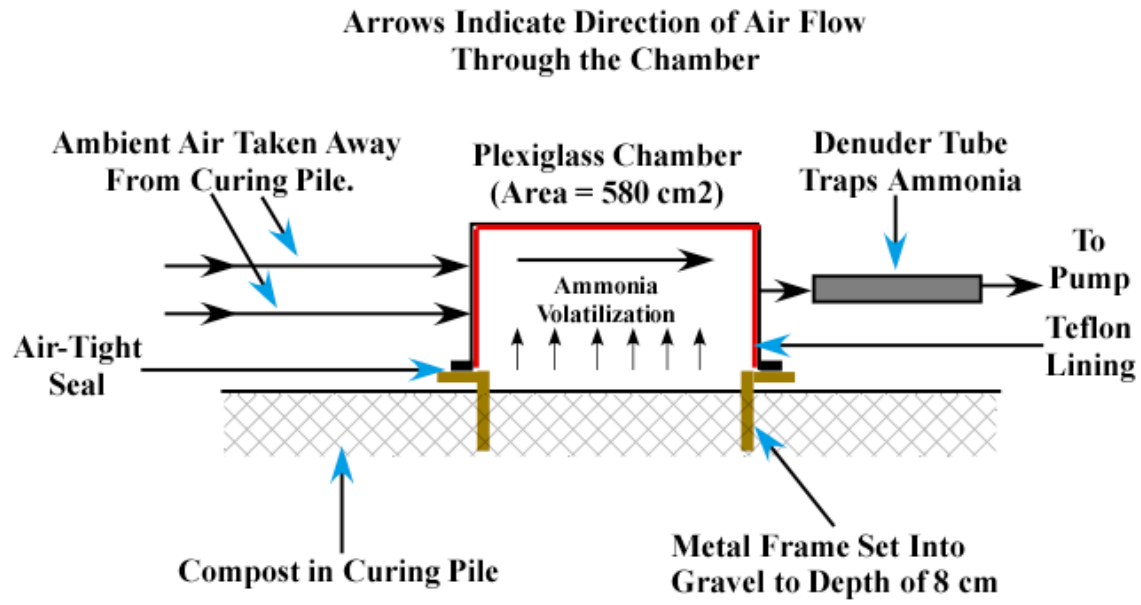 Arrows Indicate Direction of Air Flow
Through the Chamber
Ambient Air Taken Away
From Curing Pile.
Plexiglass Chamber
(Area = 580 cm2)
Denuder Tube
Traps Ammonia
To
Pump
Ammonia
Volatilization
Air-Tight
Seal
Teflon
Lining
Compost in Curing Pile
Metal Frame Set Into
Gravel to Depth of 8 cm